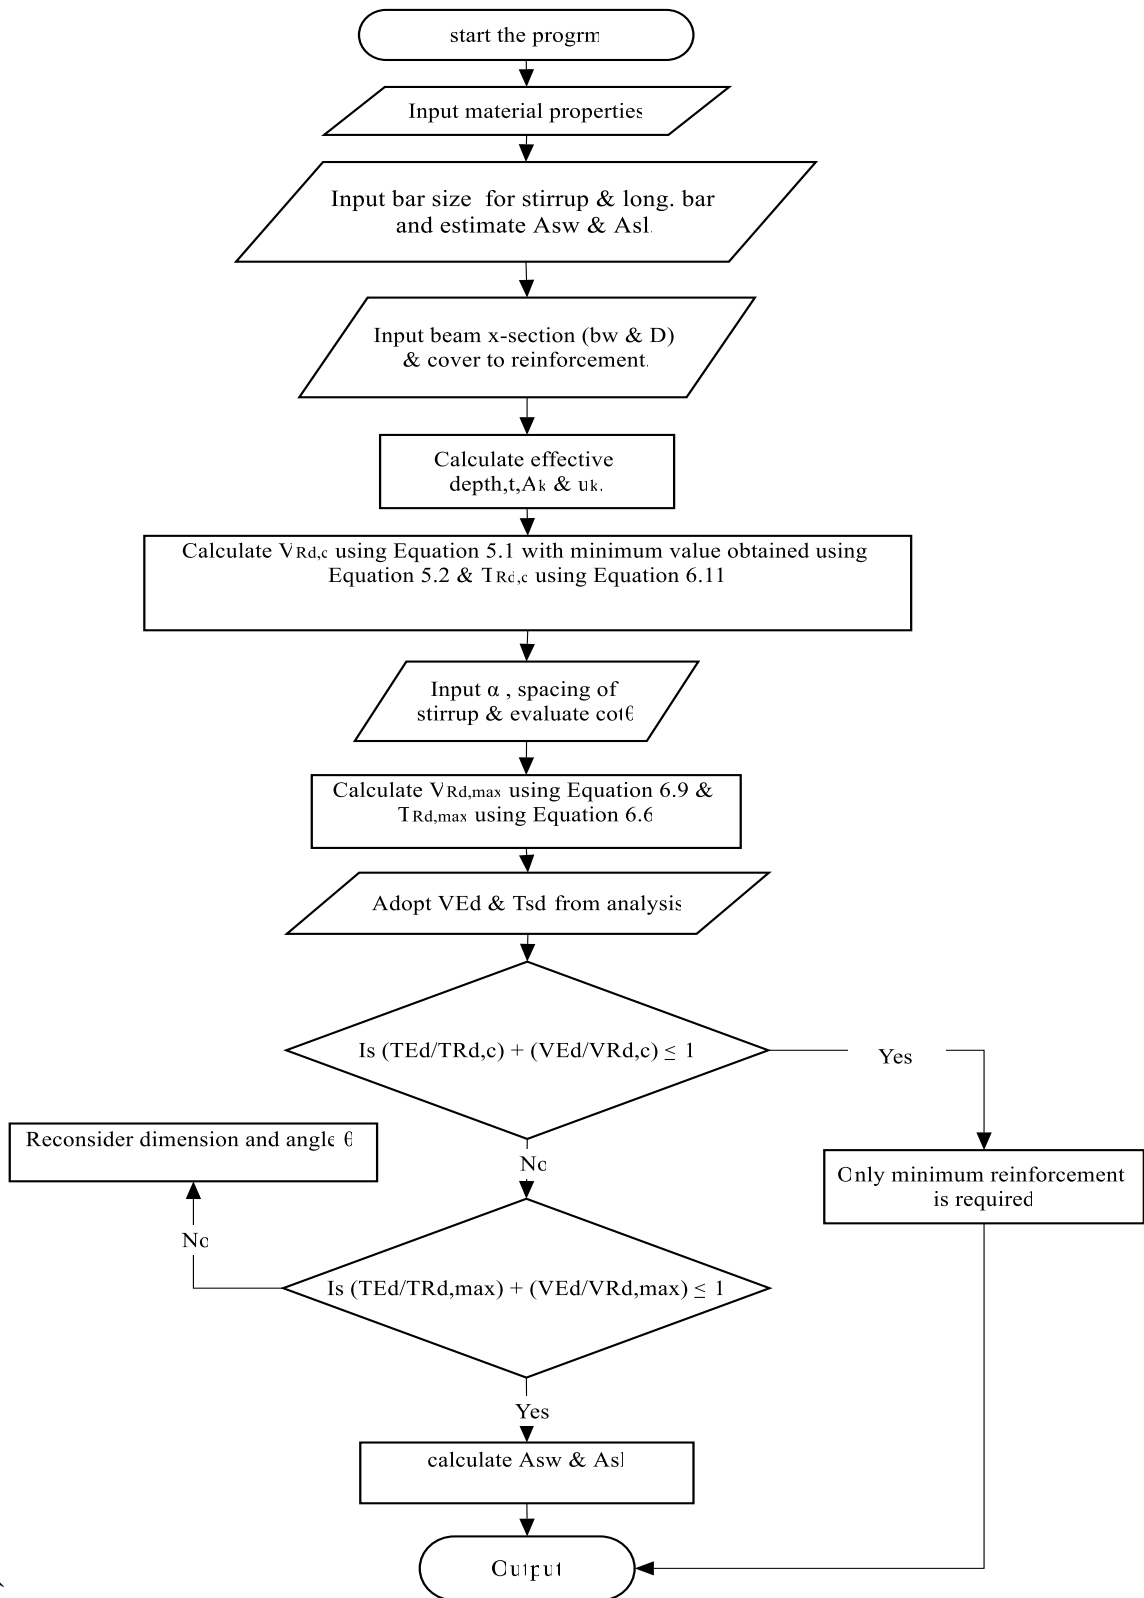 start the progrm
Input material properties
Input bar size for stirrup & long. bar
and estimate Asw & Asl.
Input beam x-section (bw & D)
& cover to reinforcement.
Calculate effective
depth,t,Ak & uk.
Calculate VRd,c using Equation 5.1 with minimum value obtained using
Equation 5.2 & TRd,c using Equation 6.11
Input α , spacing of
stirrup & evaluate cotθ
Calculate VRd,max using Equation 6.9 &
TRd,max using Equation 6.6
Adopt VEd & Tsd from analysis
Is (TEd/TRd,c) + (VEd/VRd,c) ≤ 1
Yes
Reconsider dimension and angle θ
No
Only minimum reinforcement
is required
No
Is (TEd/TRd,max) + (VEd/VRd,max) ≤ 1
Yes
calculate Asw & Asl
Output